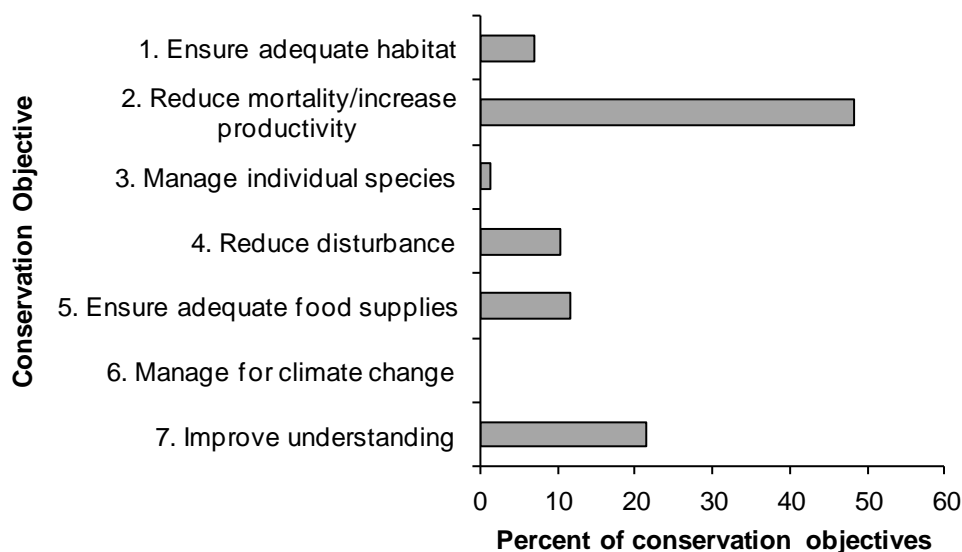 Conservation Objective
1. Ensure adequate habitat
2. Reduce mortality/increase
productivity
3. Manage individual species
4. Reduce disturbance
5. Ensure adequate food supplies
6. Manage for climate change
7. Improve understanding
0 10 20 30 40 50 60
Percent of conservation objectives